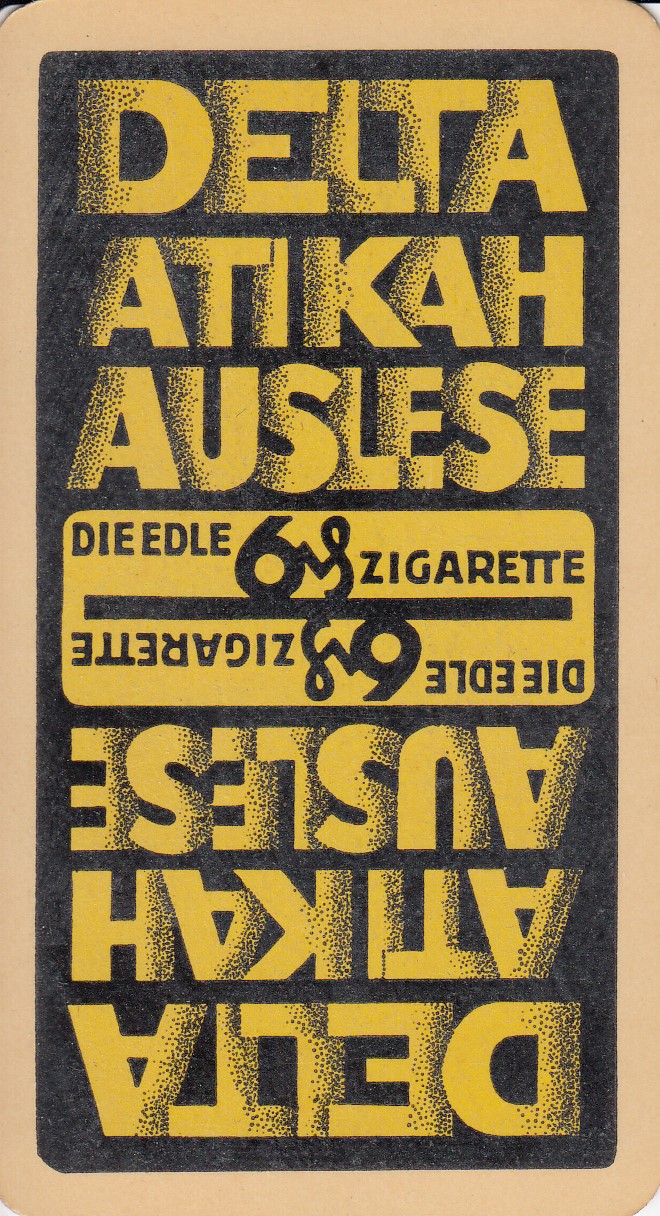 DELTA
ATIKAH
AUSLESE
DIE EDLE 6₰ ZIGARETTE
DIE EDLE 6₰ ZIGARETTE
AUSLESE
ATIKAH
DELTA